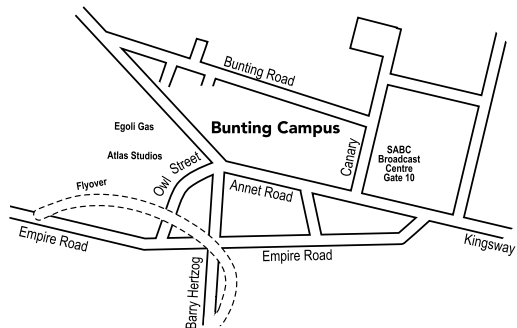 Bunting Road
Egoli Gas
Bunting Campus
Atlas Studios
Owl Street
Canary
SABC
Broadcast
Centre
Gate 10
Flyover
Annet Road
Empire Road
Empire Road
Kingsway
Barry Hertzog